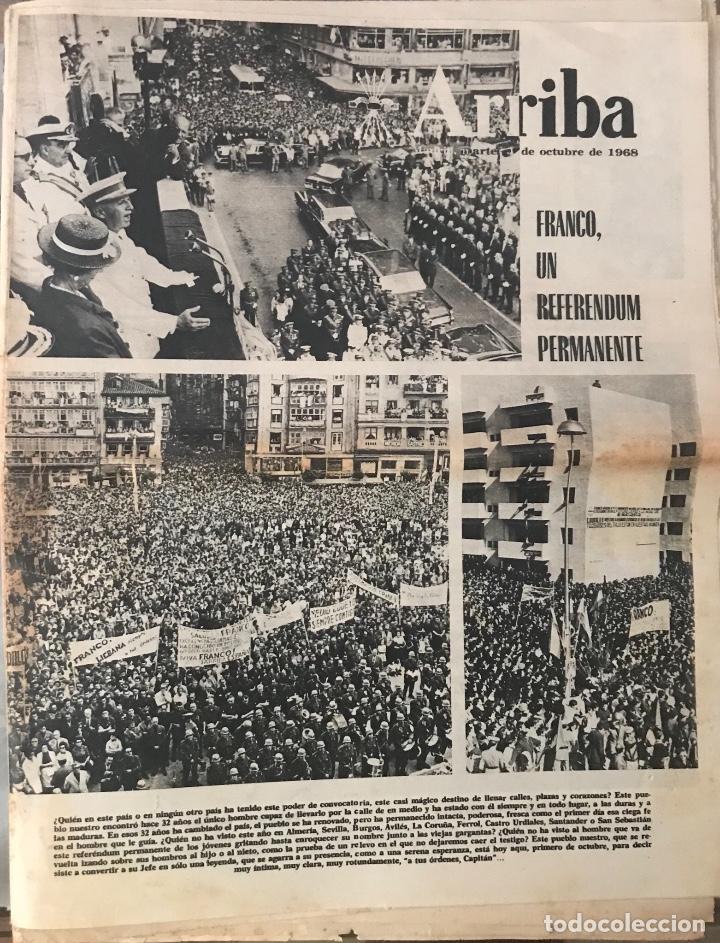 Arriba
martes, 1 de octubre de 1968
FRANCO,
UN
REFERENDUM
PERMANENTE
FRANCO,
LIEBANA
FRANCO
VIVA FRANCO!
SIEMPRE CONTIGO
FRANCO
¿Quién en este país o en ningún otro país ha tenido este poder de convocatoria, este casi mágico destino de llenar calles, plazas y corazones? Este pue-
blo nuestro encontró hace 32 años el único hombre capaz de llevarlo por la calle de en medio y ha estado con él siempre y en todo lugar, a las duras y a
tas maduras. En esos 32 años ha cambiado el país, el pueblo se ha renovado, pero ha permanecido intacta, poderosa, fresca como el primer día esa ciega fe
en el hombre que le guía. ¿Quién no ha visto este año en Almería, Sevilla, Burgos, Avilés, La Coruña, Ferrol, Castro Urdiales, Santander o San Sebastián
este referéndum permanente de los jóvenes gritando hasta enroquecer su nombre junto a las viejas gargantas? ¿Quién no ha visto al hombre que va de
vuelta izando sobre sus hombros al hijo o al nieto, como la prueba de un relevo en el que no dejaremos caer el testigo? Este pueblo nuestro, que se re-
siste a convertir a su Jefe en sólo una leyenda, que se agarra a su presencia, como a una serena esperanza, está hoy aquí, primero de octubre, para decir
muy íntima, muy clara, muy rotundamente, "a tus órdenes, Capitán"...
todocoleccion.net